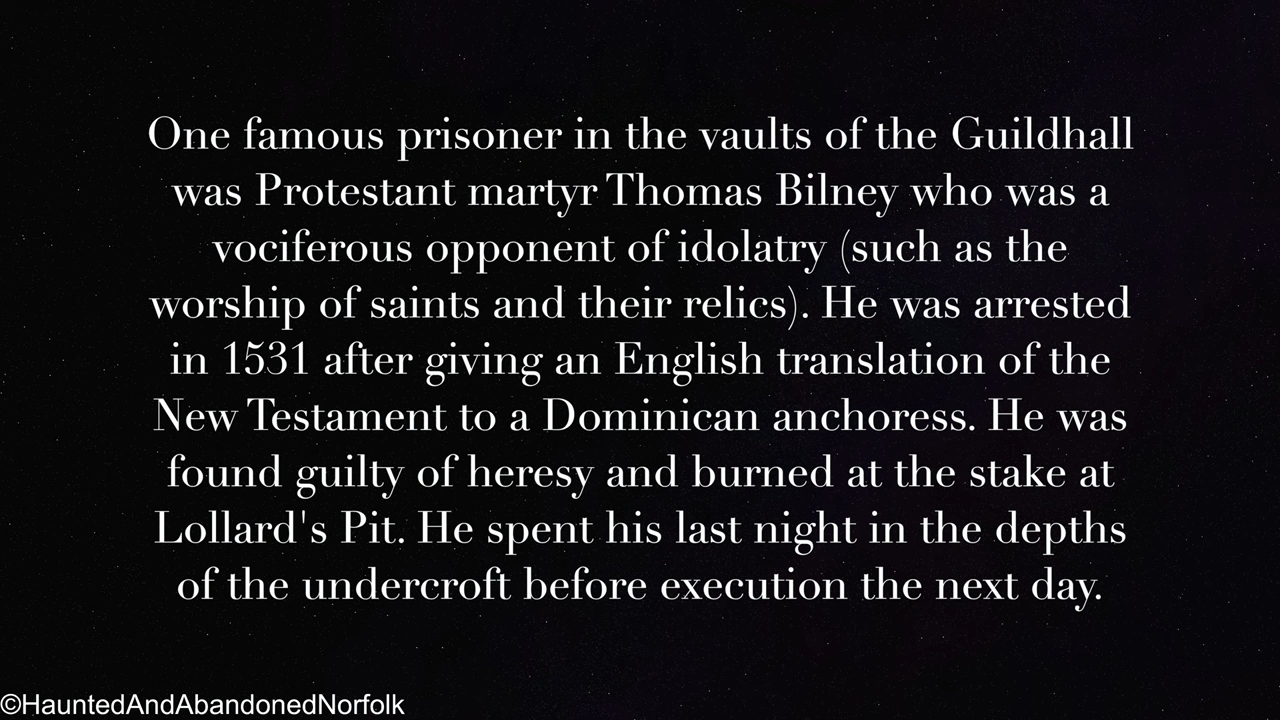 One famous prisoner in the vaults of the Guildhall
was Protestant martyr Thomas Bilney who was a
vociferous opponent of idolatry (such as the
worship of saints and their relics). He was arrested
in 1531 after giving an English translation of the
New Testament to a Dominican anchoress. He was
found guilty of heresy and burned at the stake at
Lollard's Pit. He spent his last night in the depths
of the undercroft before execution the next day.
©HauntedAndAbandonedNorfolk